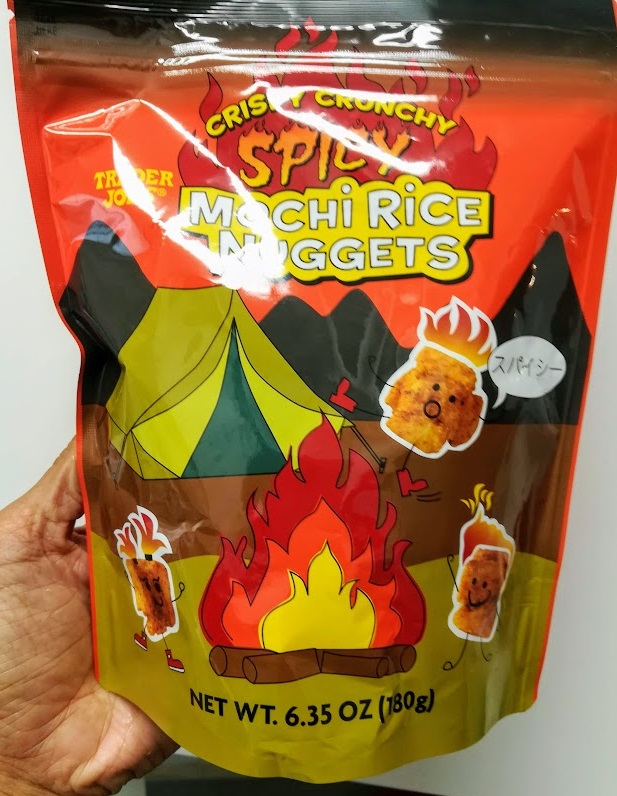 CRISPY CRUNCHY
SPICY
TRADER
JOE'S®
MOCHI RICE
NUGGETS
スパイシー
NET WT. 6.35 OZ (180g)